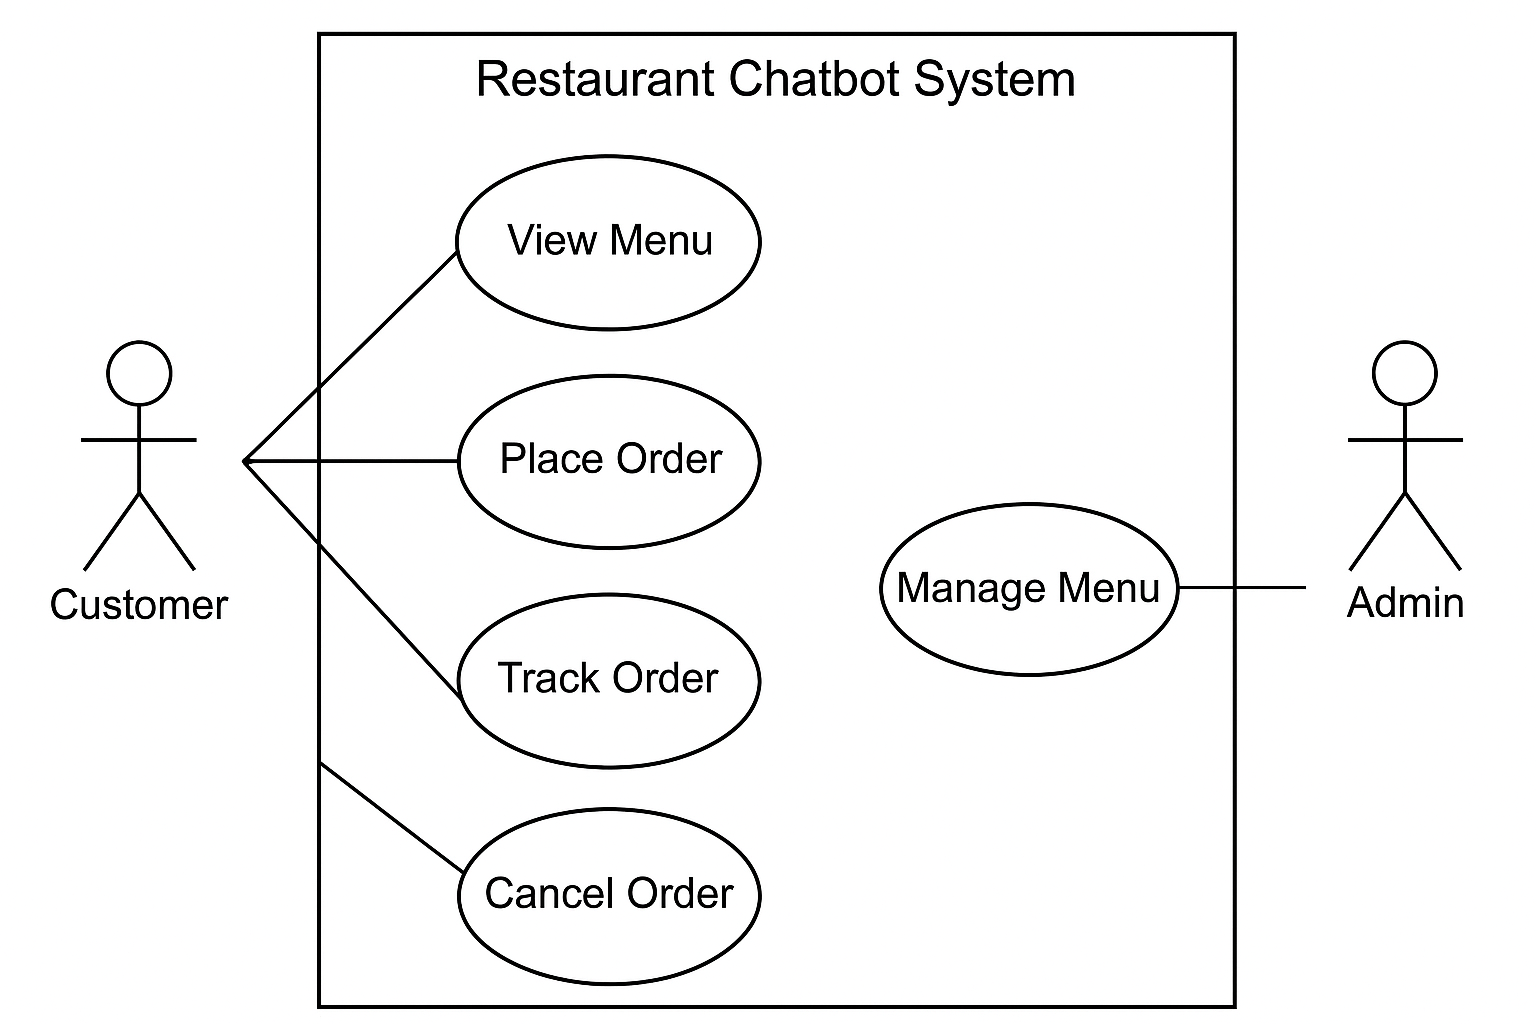 Restaurant Chatbot System
View Menu
Place Order
Track Order
Cancel Order
Manage Menu
Customer
Admin